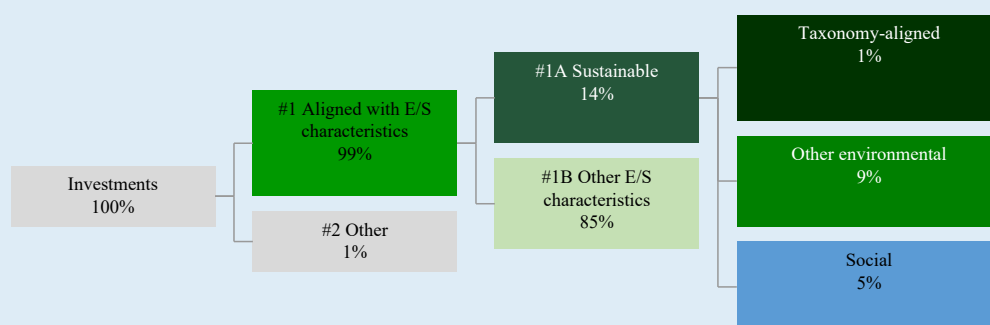 Investments
100%
#1 Aligned with E/S
characteristics
99%
#2 Other
1%
#1A Sustainable
14%
#1B Other E/S
characteristics
85%
Taxonomy-aligned
1%
Other environmental
9%
Social
5%